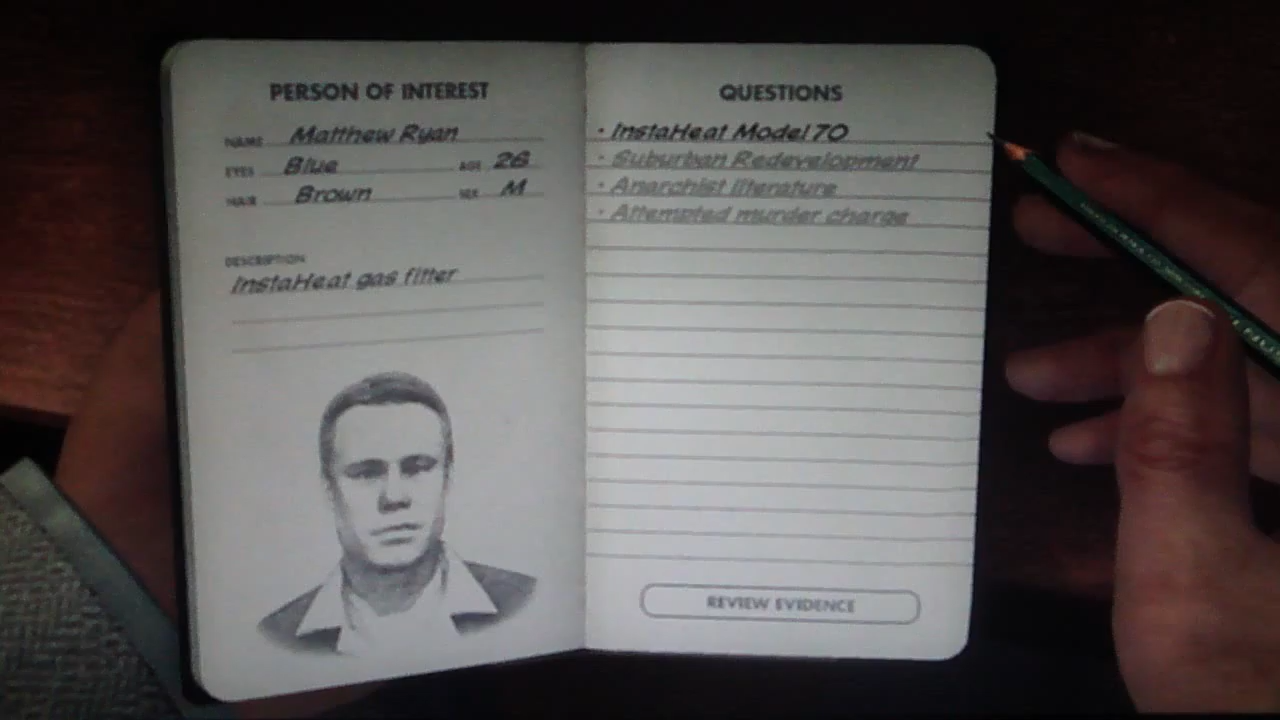 PERSON OF INTEREST
NAME Matthew Ryan
EYES Blue AGE 26
HAIR Brown SEX M
DESCRIPTION
InstaHeat gas fitter
QUESTIONS
• InstaHeat Model 70
• Suburban Redevelopment
• Anarchist literature
• Attempted murder charge
REVIEW EVIDENCE